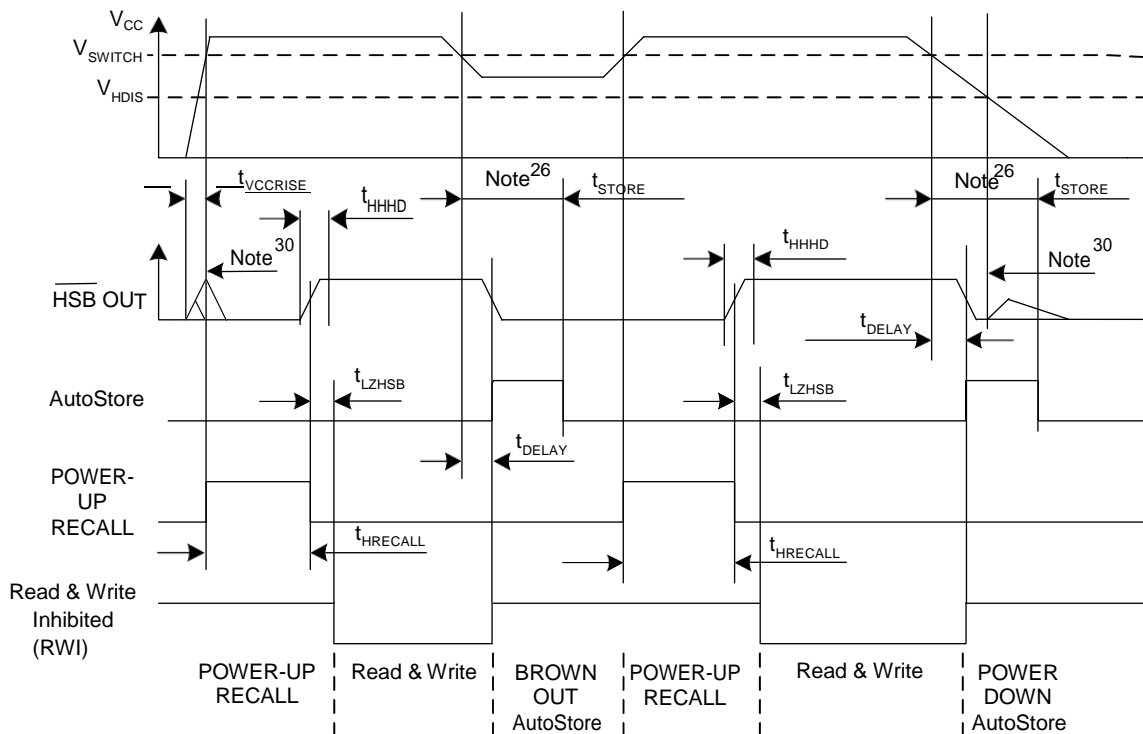 VCC
VSWITCH
VHDIS
tVCCRISE
tHHHD
Note26
tSTORE
Note26
tSTORE
Note30
tHHHD
Note30
HSB OUT
tDELAY
tLZHSB
tLZHSB
AutoStore
tDELAY
POWER-
UP
RECALL
tHRECALL
tHRECALL
Read & Write
Inhibited
(RWI)
POWER-UP
RECALL
Read & Write
BROWN
OUT
AutoStore
POWER-UP
RECALL
Read & Write
POWER
DOWN
AutoStore